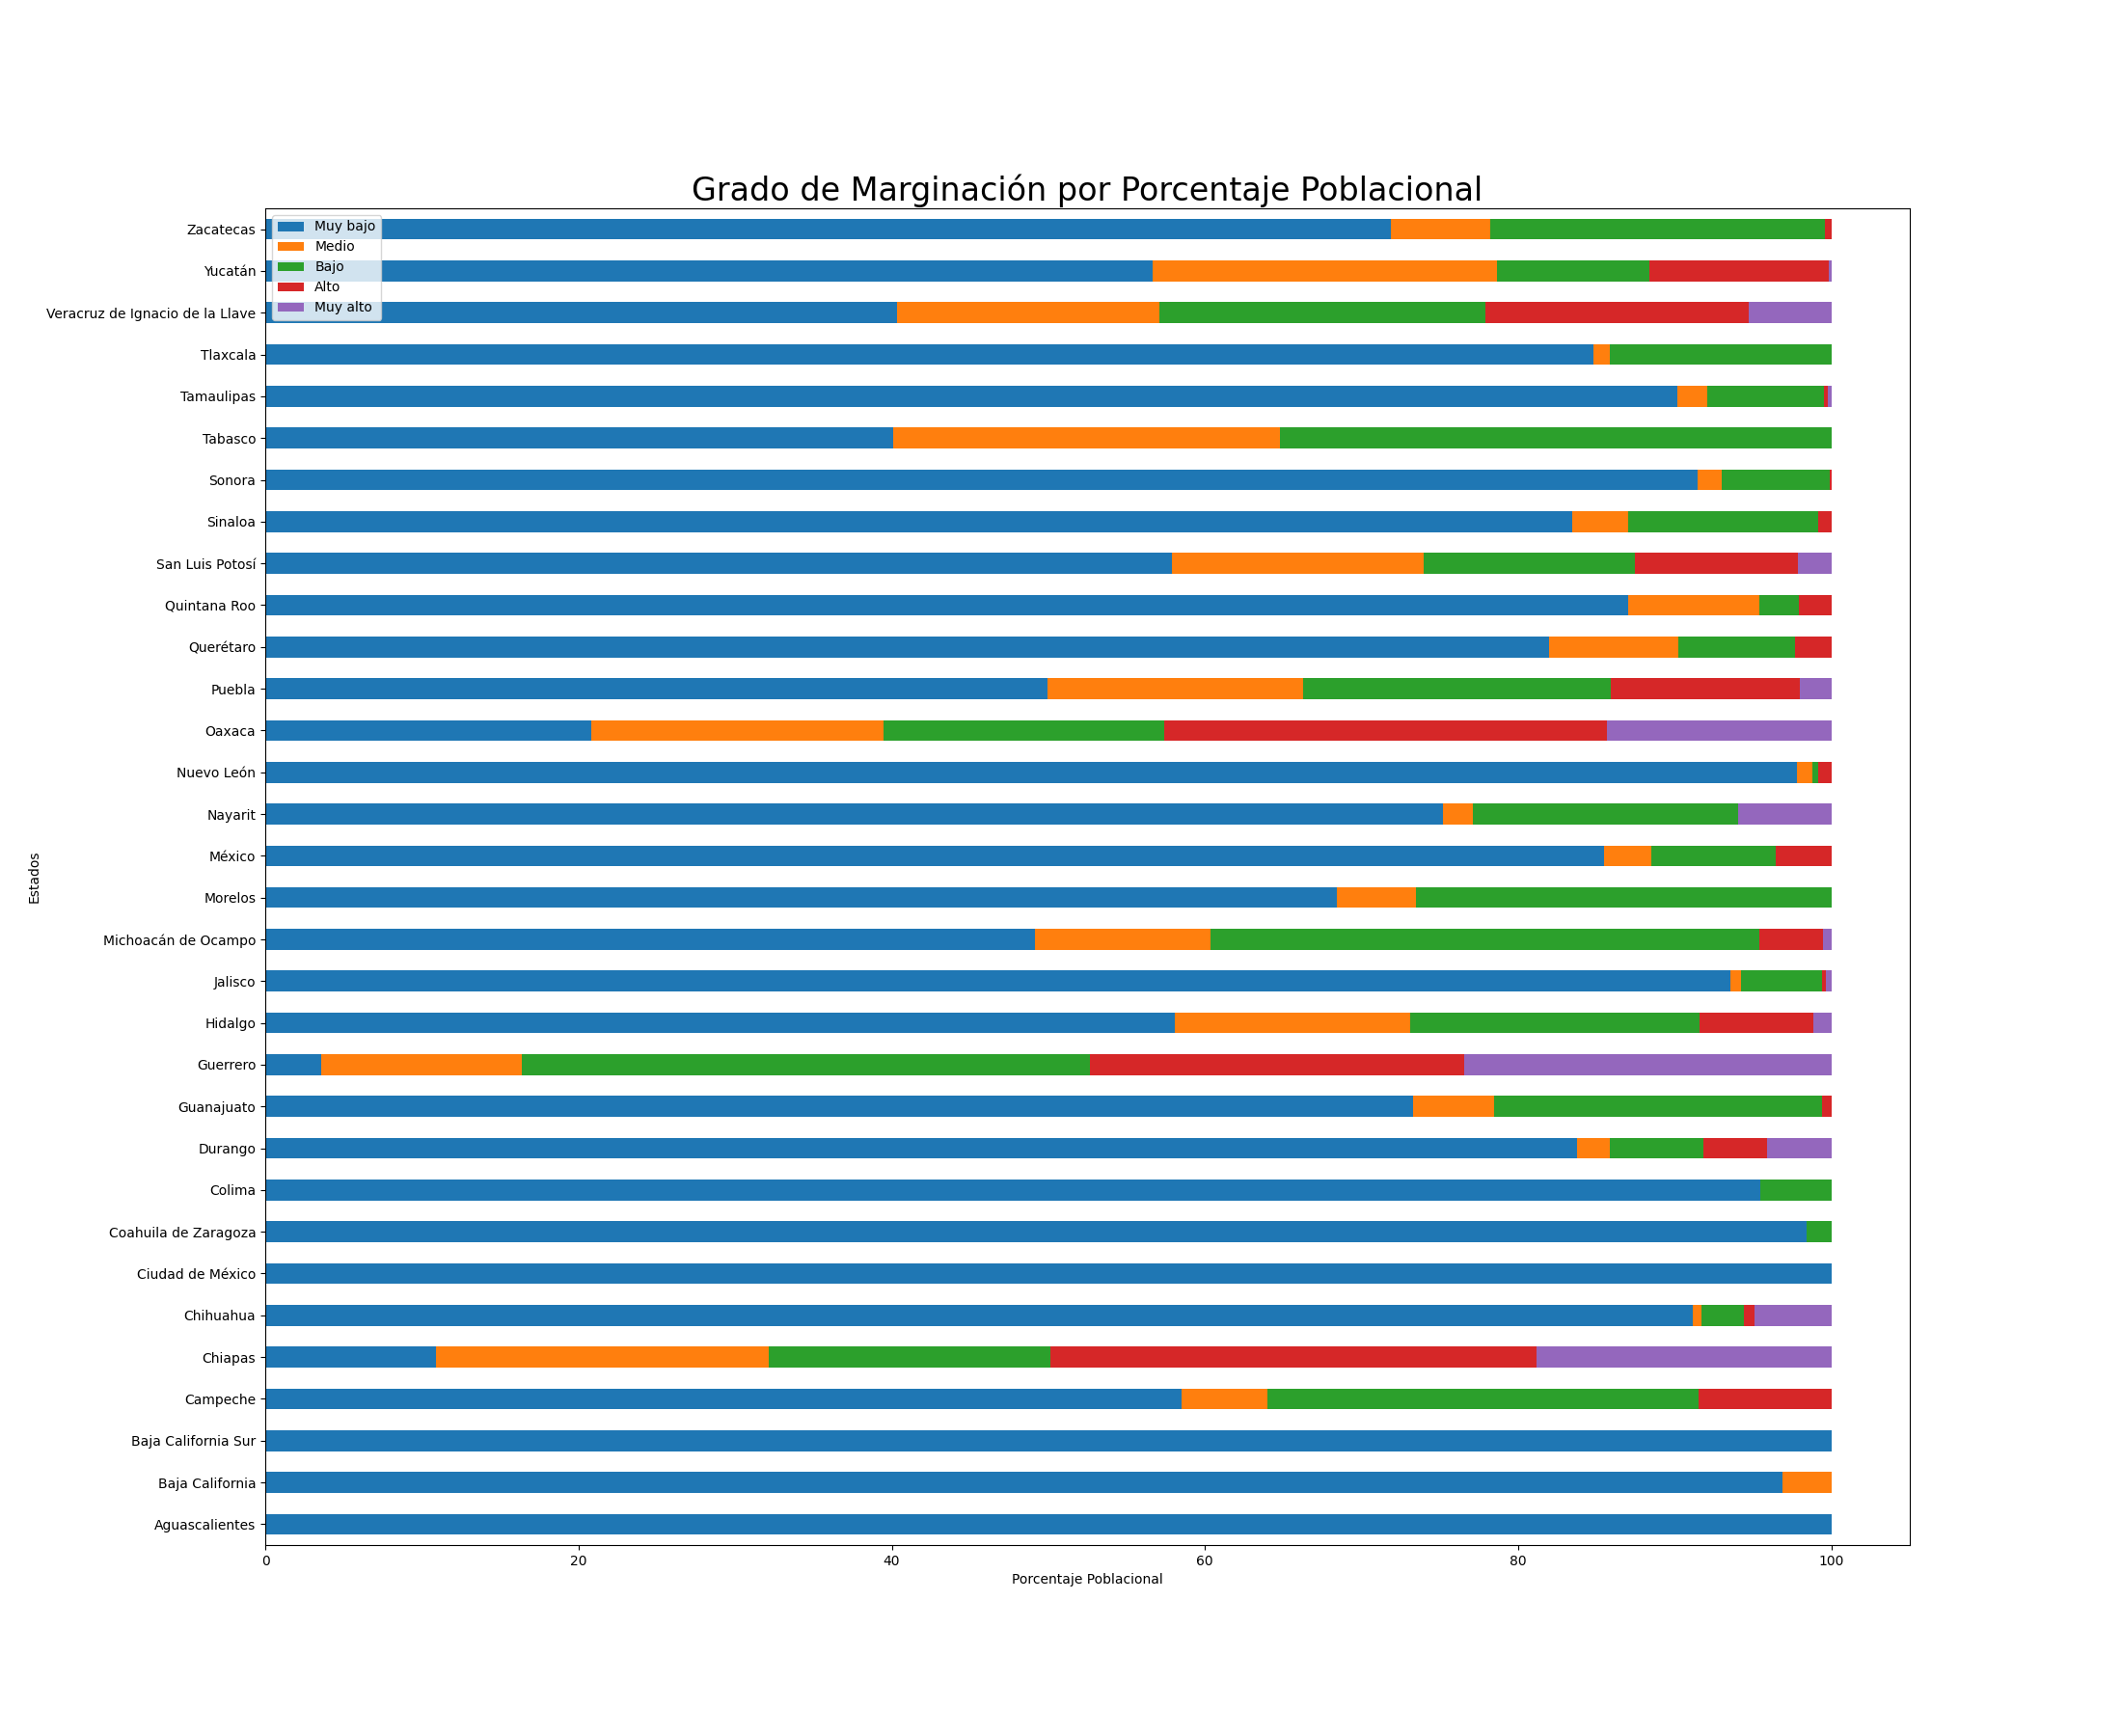 Grado de Marginación por Porcentaje Poblacional
Muy bajo
Medio
Bajo
Alto
Muy alto
Zacatecas
Yucatán
Veracruz de Ignacio de la Llave
Tlaxcala
Tamaulipas
Tabasco
Sonora
Sinaloa
San Luis Potosí
Quintana Roo
Querétaro
Puebla
Oaxaca
Nuevo León
Nayarit
México
Morelos
Michoacán de Ocampo
Jalisco
Hidalgo
Guerrero
Guanajuato
Durango
Colima
Coahuila de Zaragoza
Ciudad de México
Chihuahua
Chiapas
Campeche
Baja California Sur
Baja California
Aguascalientes
Estados
0 20 40 60 80 100
Porcentaje Poblacional